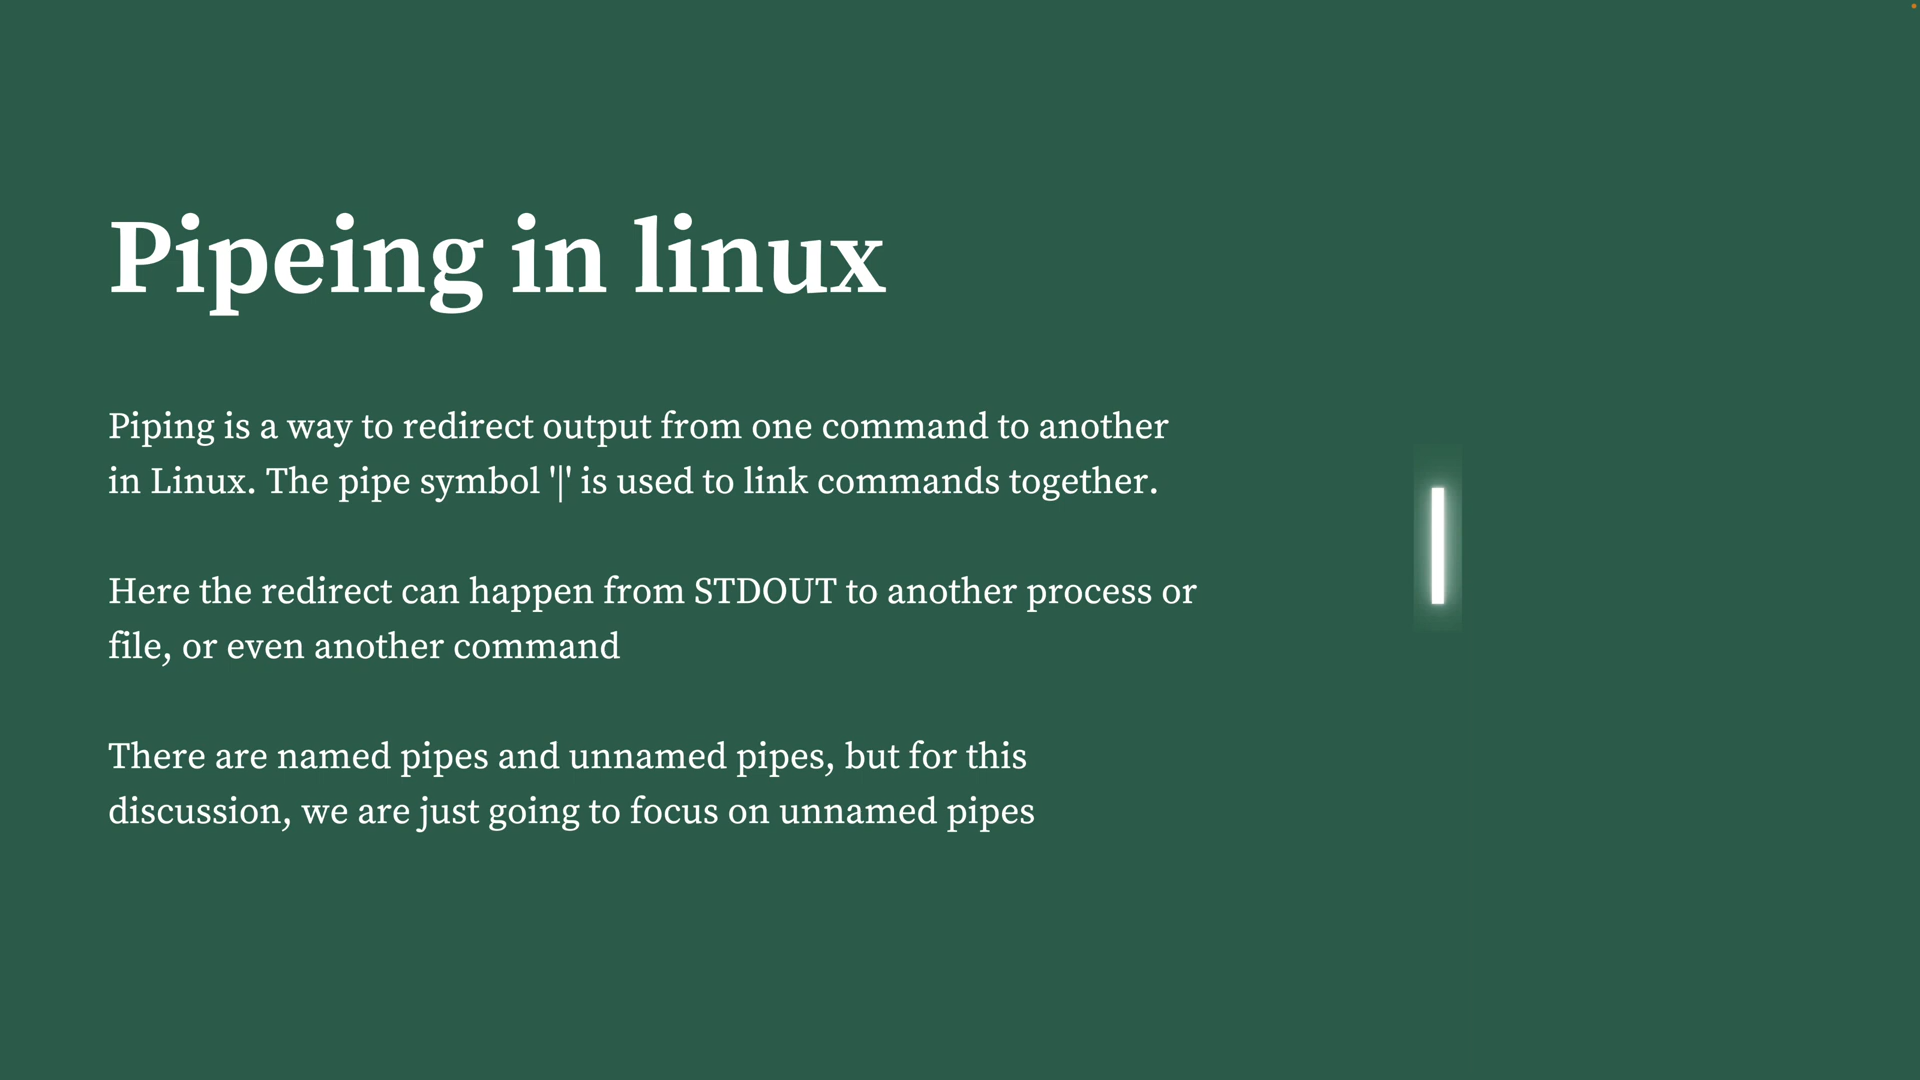 Pipeing in linux
Piping is a way to redirect output from one command to another
in Linux. The pipe symbol '|' is used to link commands together.
Here the redirect can happen from STDOUT to another process or
file, or even another command
There are named pipes and unnamed pipes, but for this
discussion, we are just going to focus on unnamed pipes
|